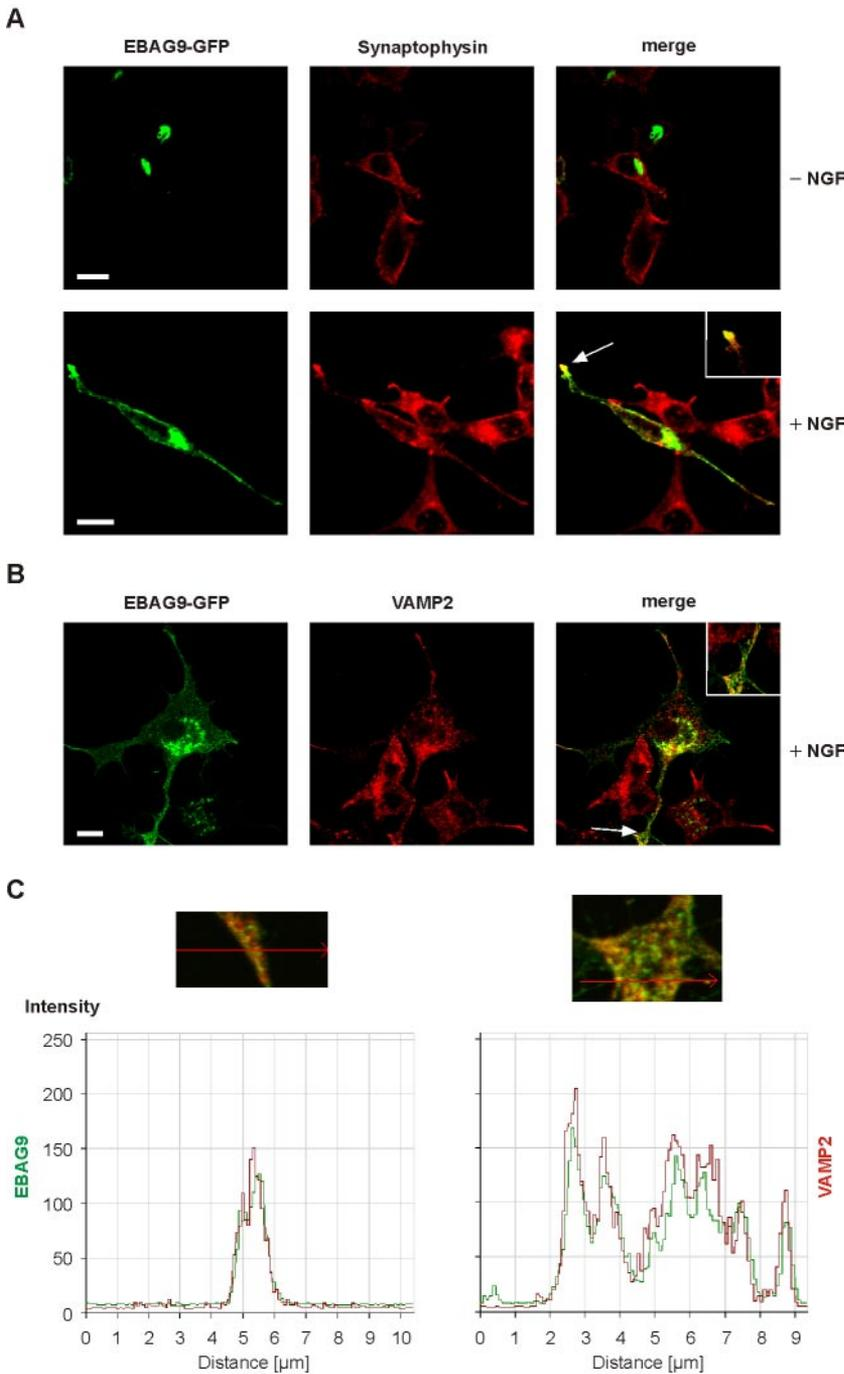 A
EBAG9-GFP Synaptophysin merge
– NGF
+ NGF
B
EBAG9-GFP VAMP2 merge
+ NGF
C
Intensity
250
200
150
100
50
0
EBAG9
0 1 2 3 4 5 6 7 8 9 10
Distance [µm]
VAMP2
0 1 2 3 4 5 6 7 8 9
Distance [µm]